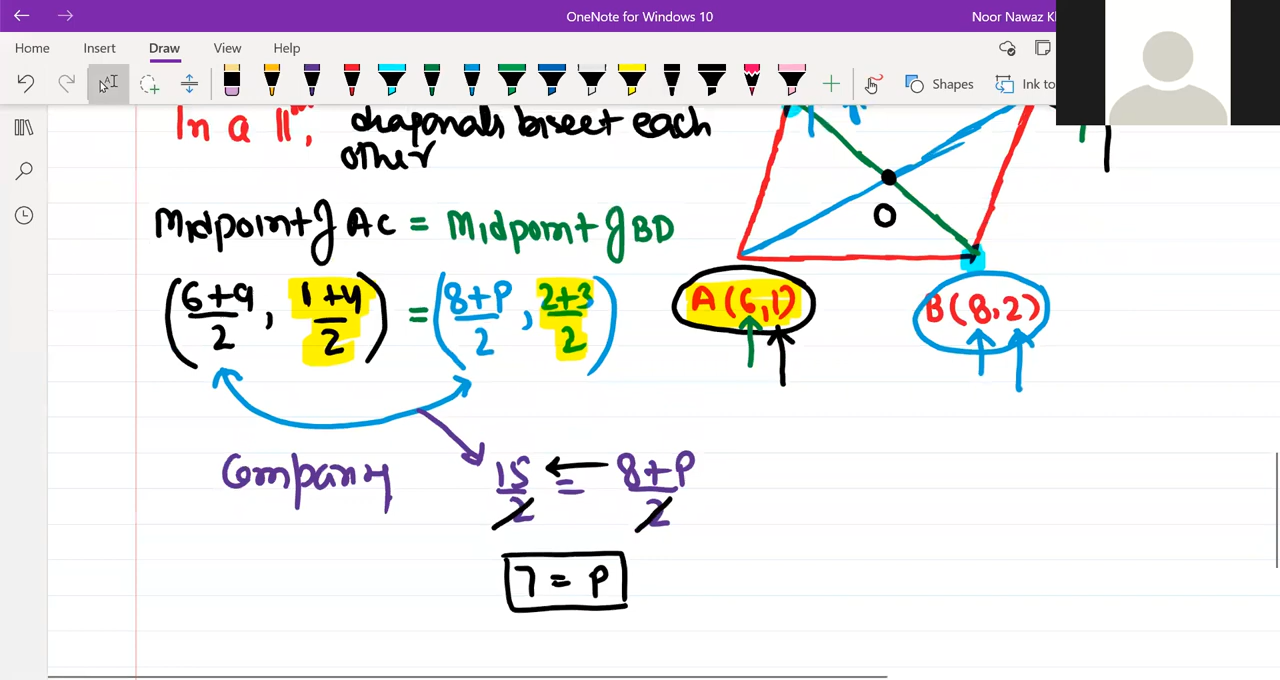 OneNote for Windows 10
Noor Nawaz Kh
Home Insert Draw View Help
Shapes
Ink to
In a ||gm, diagonals bisect each
other
Midpoint of AC = Midpoint of BD
(6+9/2, 1+4/2) = (8+P/2, 2+3/2)
O
A(6,1)
B(8,2)
15/2 = 8+P/2
7 = P